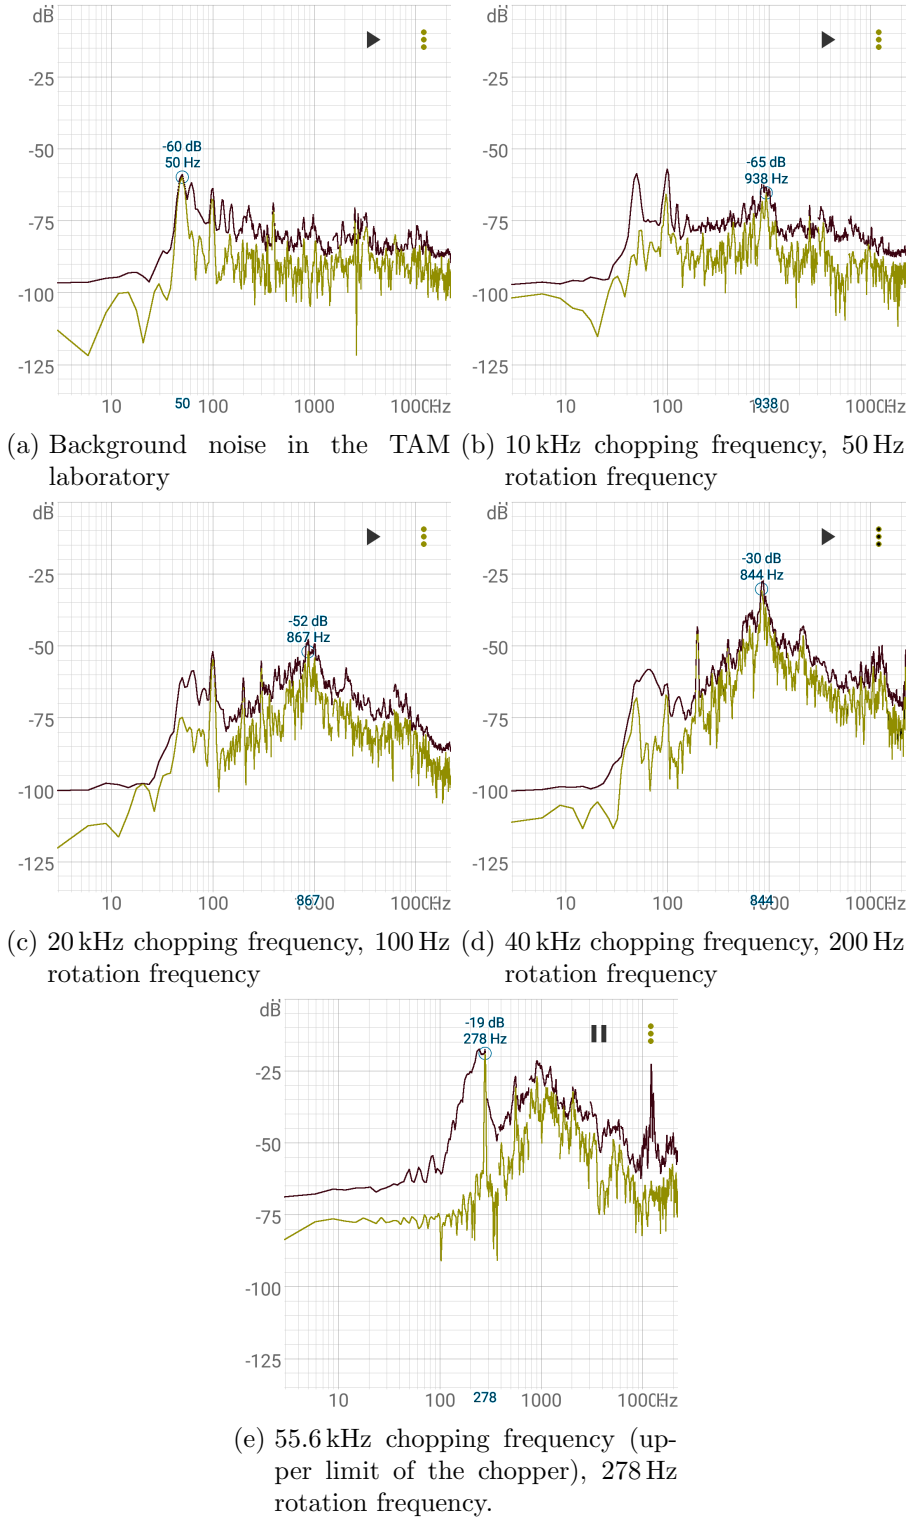 dB
-25
-50
-60 dB
50 Hz
-75
-100
-125
10 50 100 1000 Hz
(a) Background noise in the TAM
laboratory
dB
-25
-50
-65 dB
938 Hz
-75
-100
-125
10 100 938
(b) 10 kHz chopping frequency, 50 Hz
rotation frequency
dB
-25
-50
-52 dB
867 Hz
-75
-100
-125
10 100 867
(c) 20 kHz chopping frequency, 100 Hz
rotation frequency
dB
-25
-30 dB
844 Hz
-50
-75
-100
-125
10 100 844
(d) 40 kHz chopping frequency, 200 Hz
rotation frequency
dB
-19 dB
278 Hz
-25
-50
-75
-100
-125
10 100 278 1000 Hz
(e) 55.6 kHz chopping frequency (up-
per limit of the chopper), 278 Hz
rotation frequency.